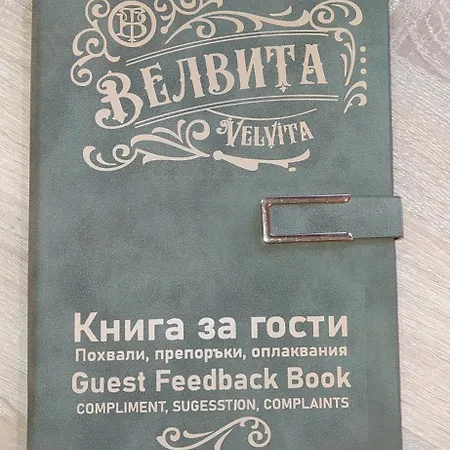 ВЕЛВИТА
VELVITA
Книга за гости
Похвали, препоръки, оплаквания
Guest Feedback Book
COMPLIMENT, SUGESSTION, COMPLAINTS